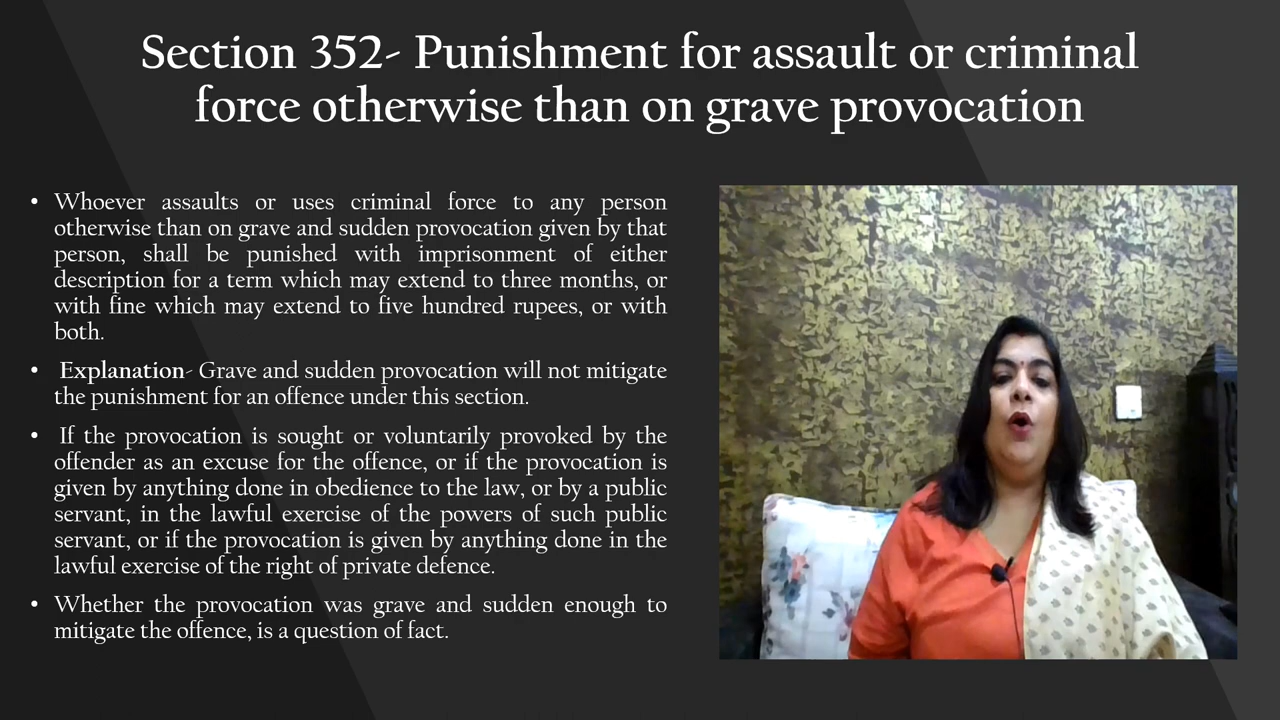 Section 352- Punishment for assault or criminal
force otherwise than on grave provocation
• Whoever assaults or uses criminal force to any person
otherwise than on grave and sudden provocation given by that
person, shall be punished with imprisonment of either
description for a term which may extend to three months, or
with fine which may extend to five hundred rupees, or with
both.
• Explanation- Grave and sudden provocation will not mitigate
the punishment for an offence under this section.
• If the provocation is sought or voluntarily provoked by the
offender as an excuse for the offence, or if the provocation is
given by anything done in obedience to the law, or by a public
servant, in the lawful exercise of the powers of such public
servant, or if the provocation is given by anything done in the
lawful exercise of the right of private defence.
• Whether the provocation was grave and sudden enough to
mitigate the offence, is a question of fact.